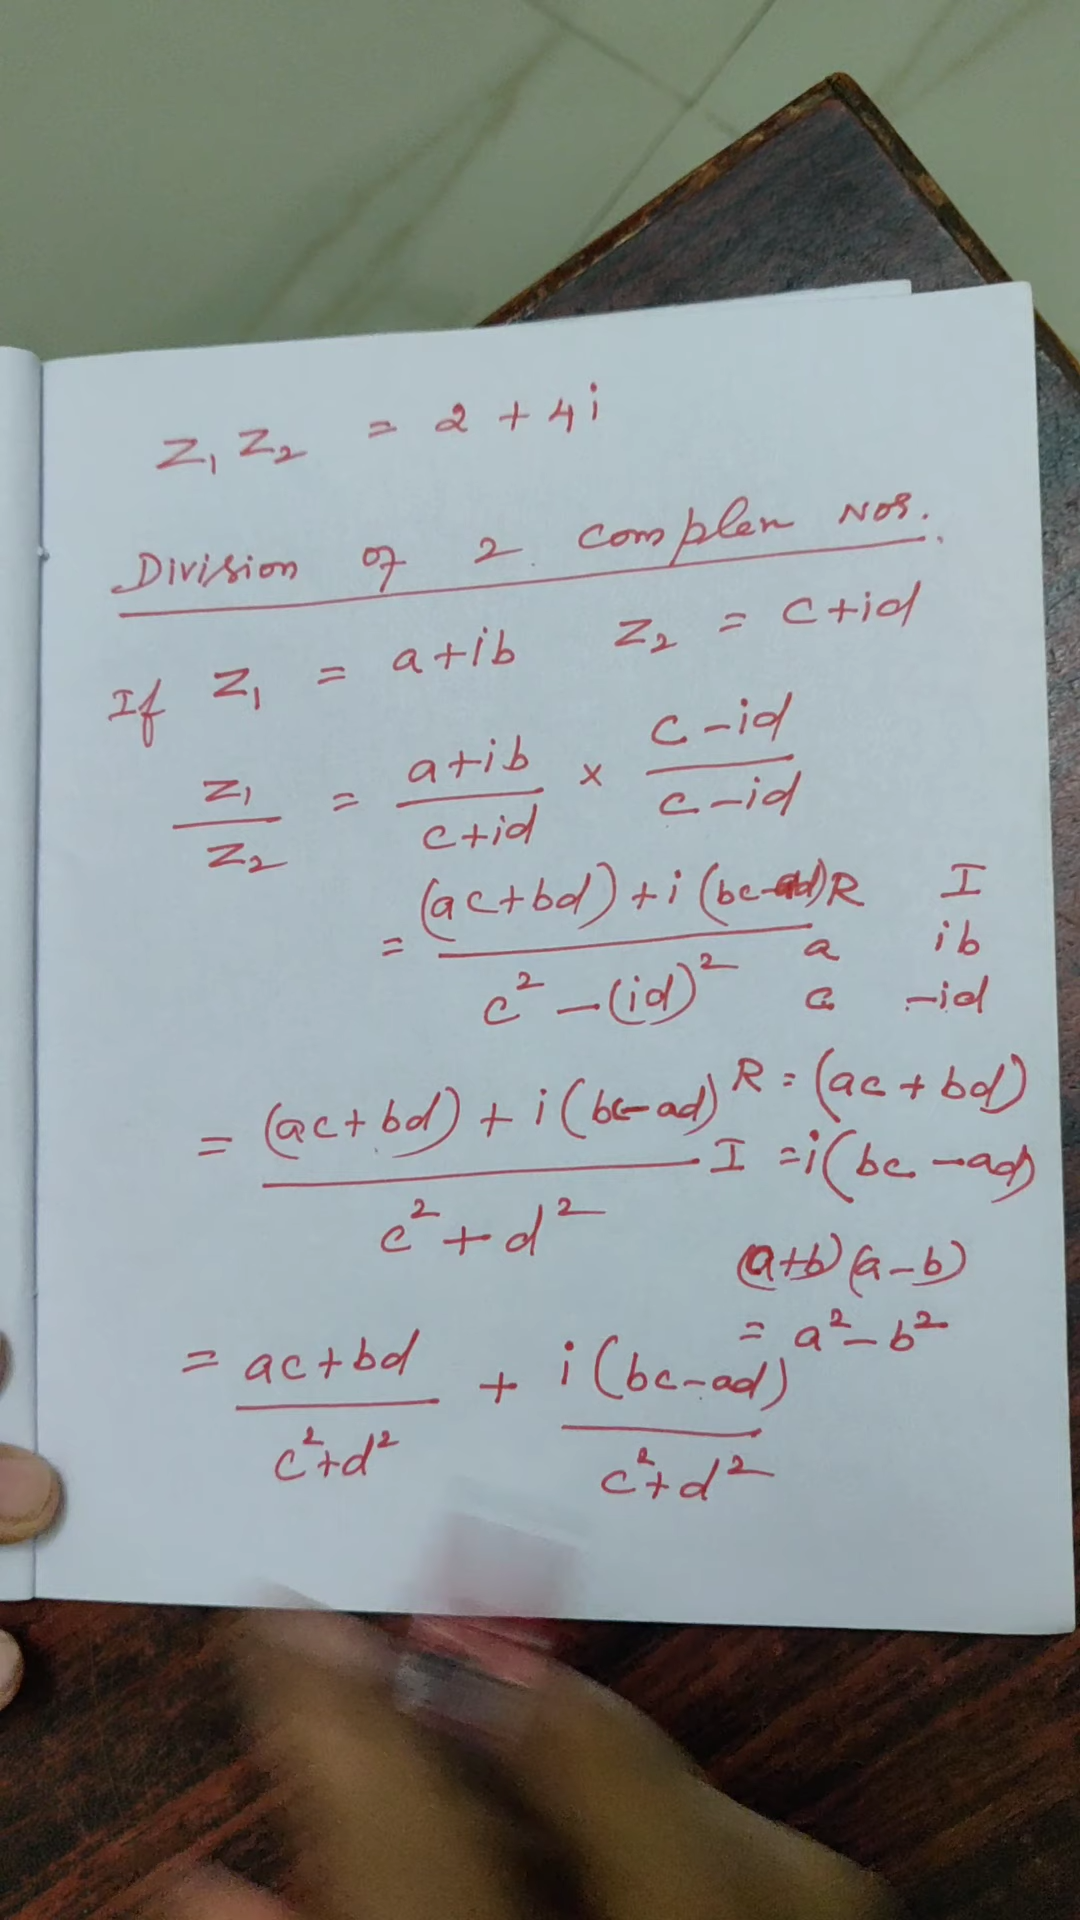 Z₁ Z₂ = 2 + 4i
Division of 2 Complex Nos.
If Z₁ = a+ib Z₂ = c+id
Z₁/Z₂ = (a+ib)/(c+id) × (c-id)/(c-id)
= ((ac+bd)+i(bc-ad))/(c²-(id)²)
R I
a ib
c -id
= ((ac+bd)+i(bc-ad))/(c²+d²)
R = (ac+bd)
I = i(bc-ad)
(a+b)(a-b)
= a²-b²
= (ac+bd)/(c²+d²) + i(bc-ad)/(c²+d²)